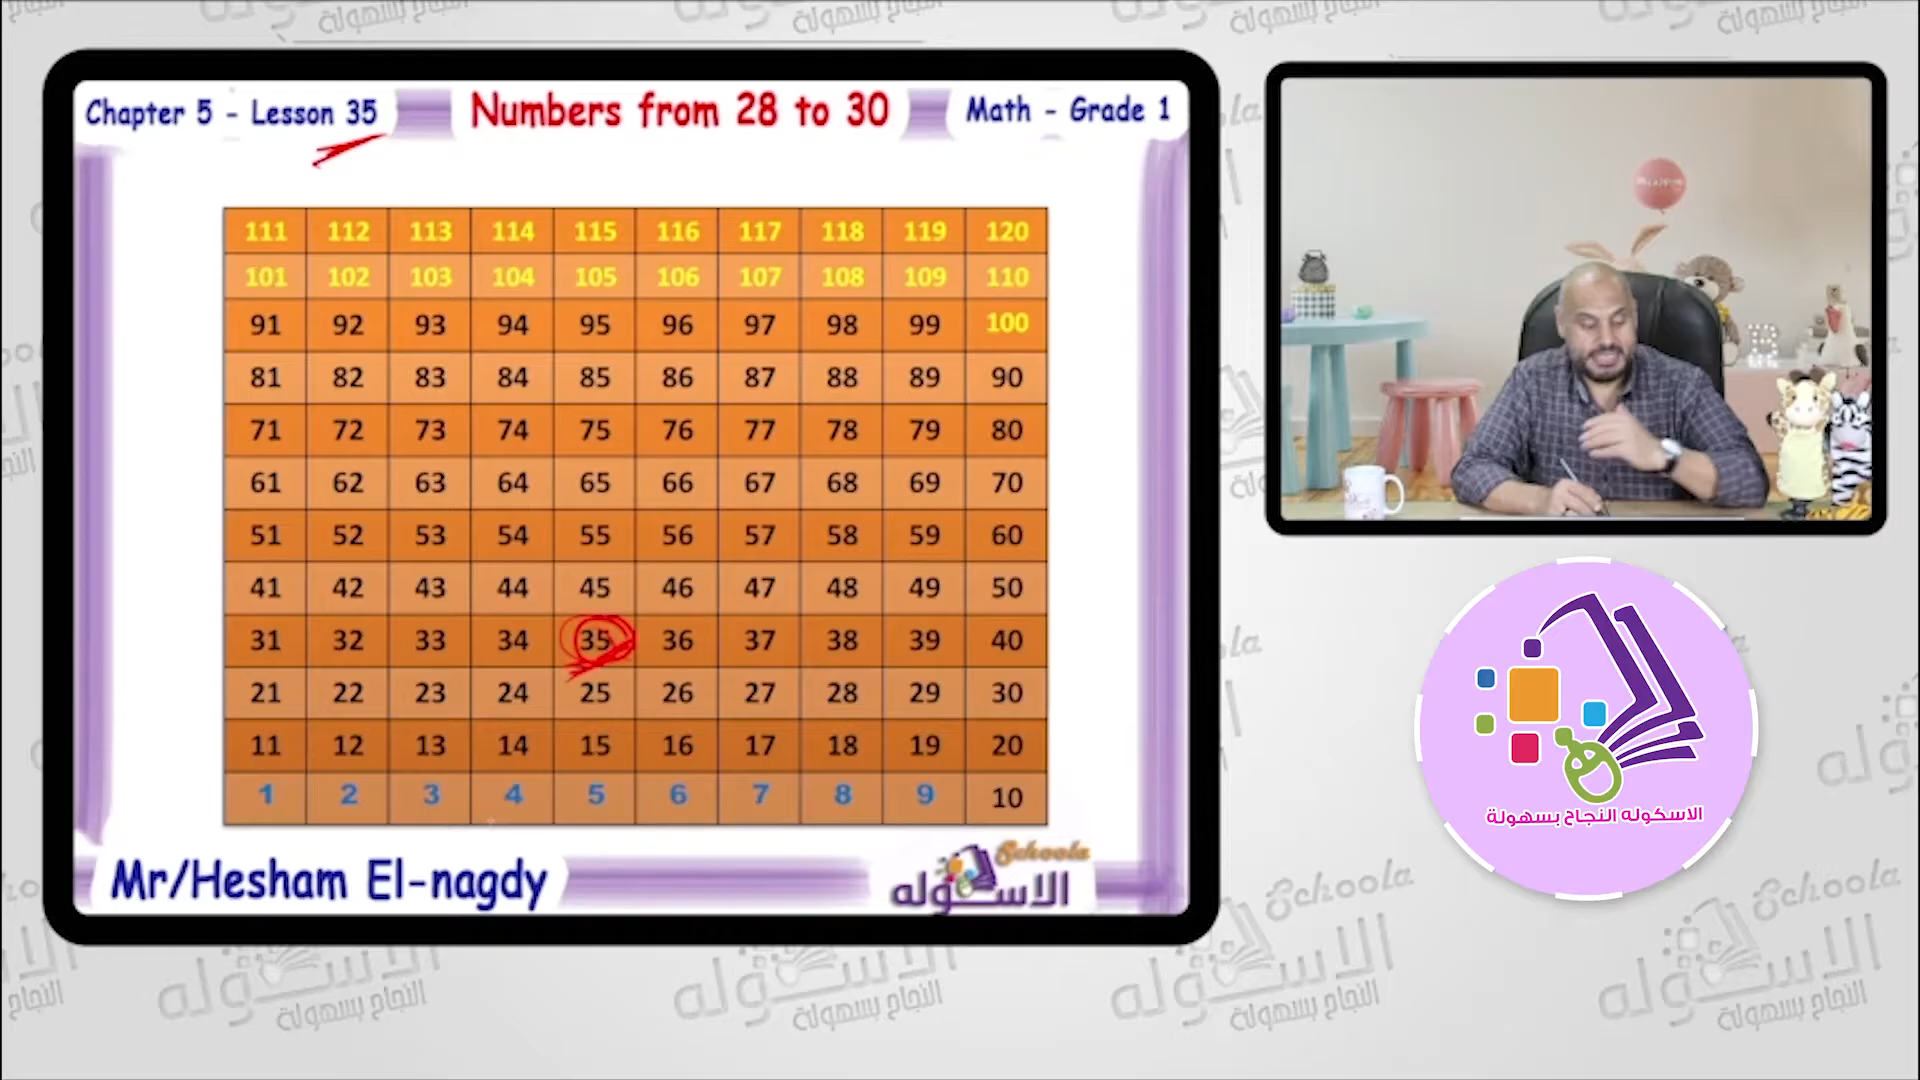 Chapter 5 - Lesson 35
Numbers from 28 to 30
Math - Grade 1
111 112 113 114 115 116 117 118 119 120
101 102 103 104 105 106 107 108 109 110
91 92 93 94 95 96 97 98 99 100
81 82 83 84 85 86 87 88 89 90
71 72 73 74 75 76 77 78 79 80
61 62 63 64 65 66 67 68 69 70
51 52 53 54 55 56 57 58 59 60
41 42 43 44 45 46 47 48 49 50
31 32 33 34 35 36 37 38 39 40
21 22 23 24 25 26 27 28 29 30
11 12 13 14 15 16 17 18 19 20
1 2 3 4 5 6 7 8 9 10
Mr/Hesham El-nagdy
Schoola
الاسكوله
الاسكوله النجاح بسهولة
Schoola
الاسكوله
النجاح بسهولة